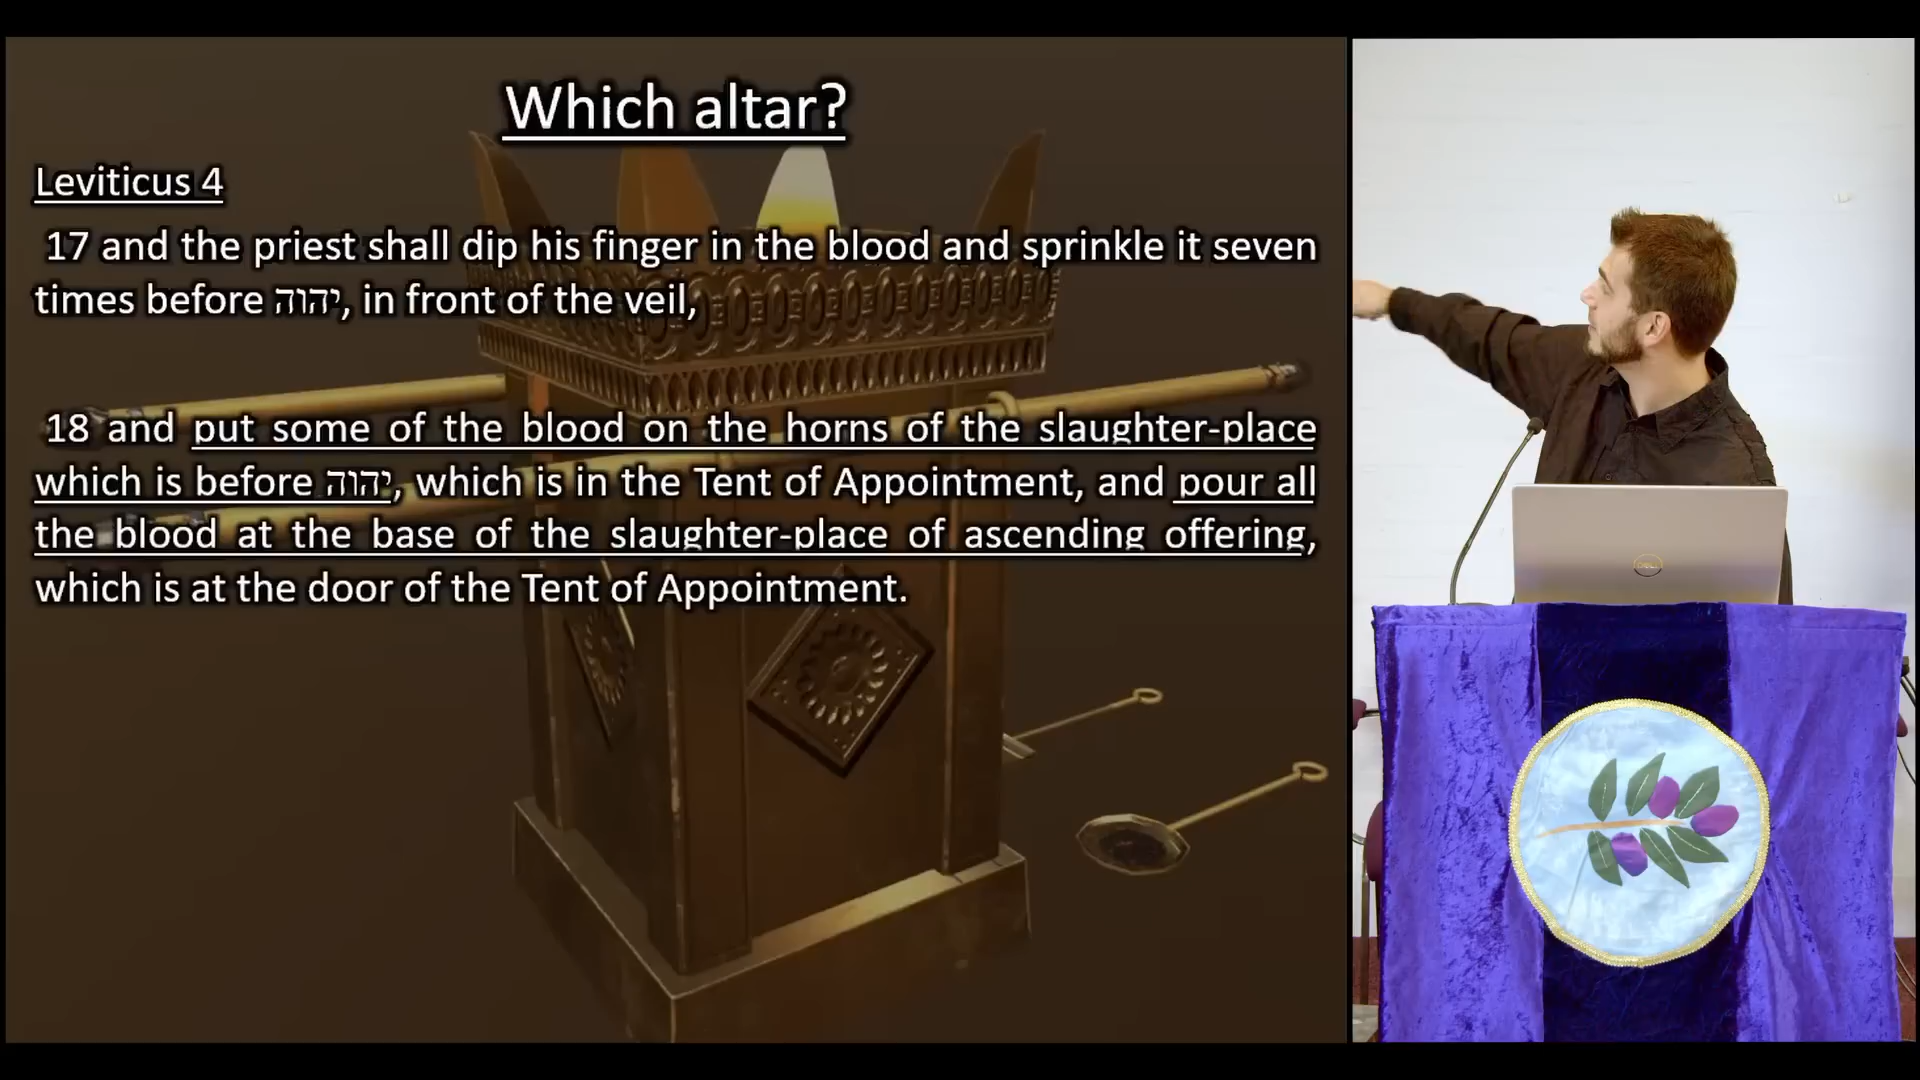 Which altar?
Leviticus 4
17 and the priest shall dip his finger in the blood and sprinkle it seven
times before יהוה, in front of the veil,
18 and put some of the blood on the horns of the slaughter-place
which is before יהוה, which is in the Tent of Appointment, and pour all
the blood at the base of the slaughter-place of ascending offering,
which is at the door of the Tent of Appointment.
DELL